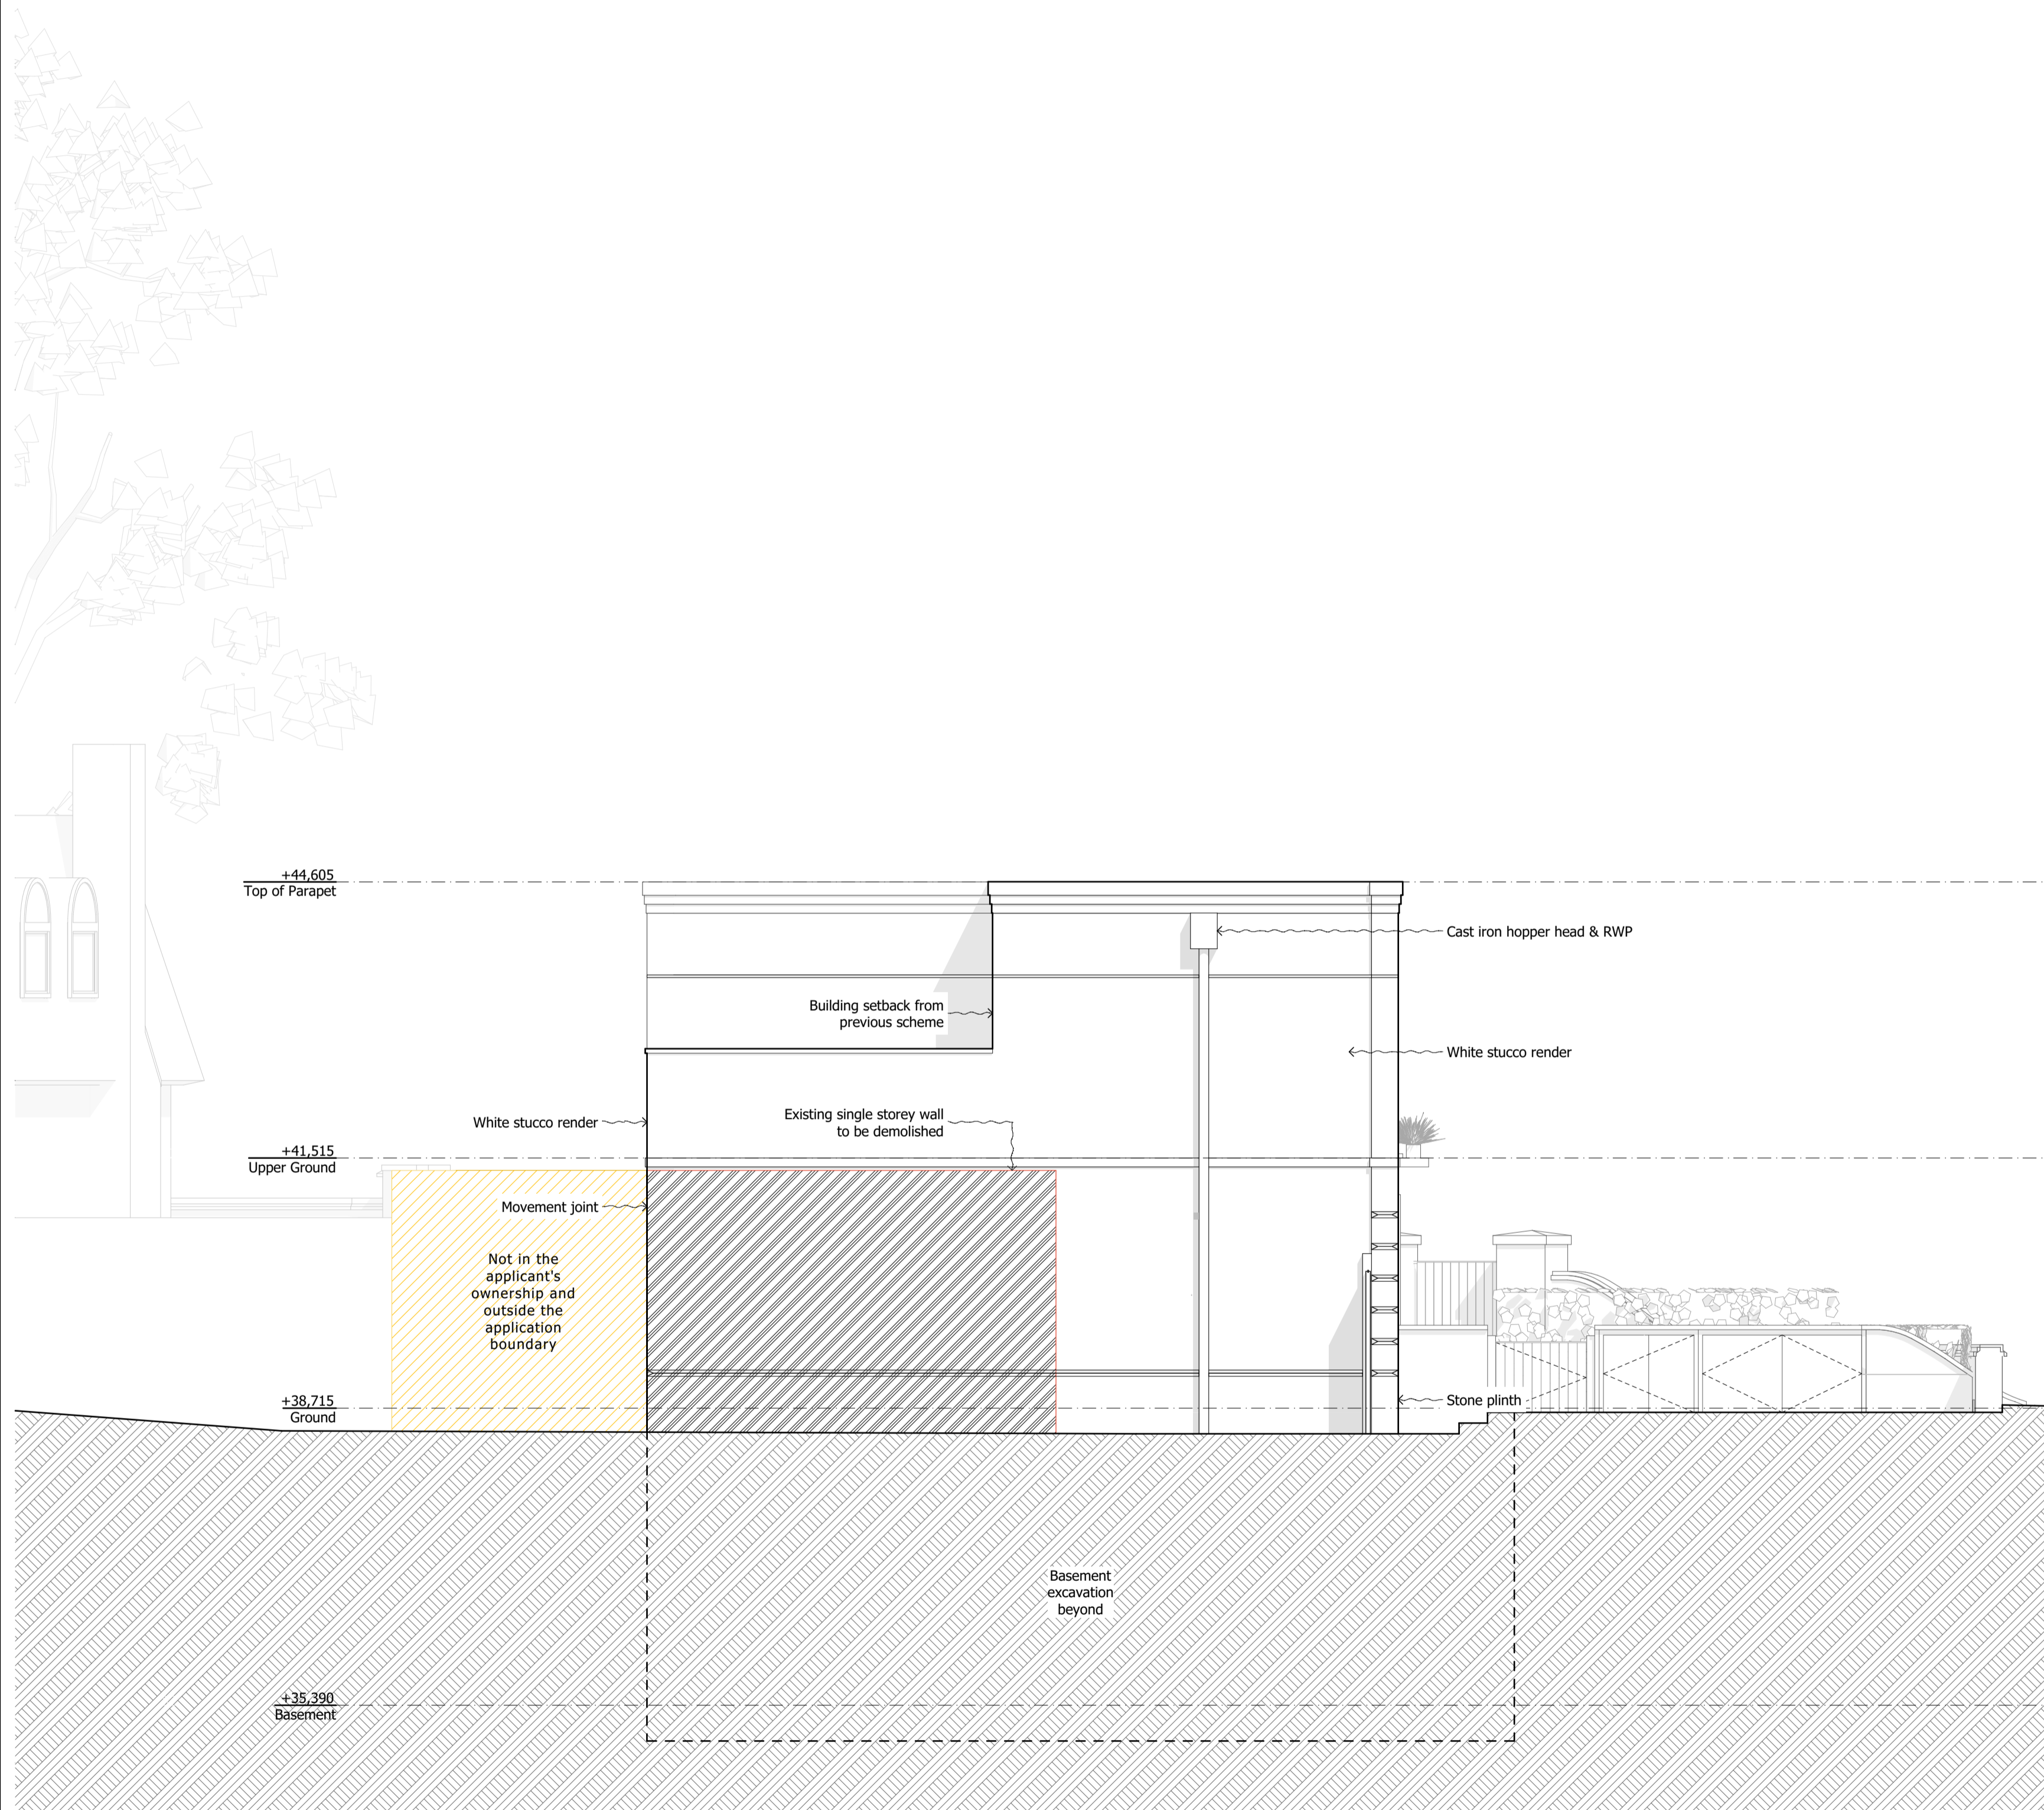 +44,605
Top of Parapet
Cast iron hopper head & RWP
Building setback from
previous scheme
White stucco render
Existing single storey wall
to be demolished
White stucco render
+41,515
Upper Ground
Movement joint
Not in the
applicant's
ownership and
outside the
application
boundary
+38,715
Ground
Stone plinth
Basement
excavation
beyond
+35,390
Basement